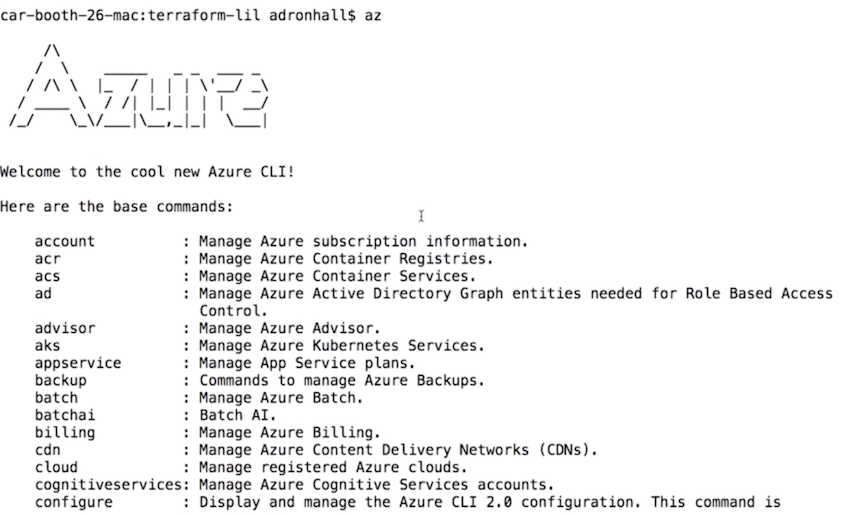 car-booth-26-mac:terraform-lil adronhall$ az
Azure
Welcome to the cool new Azure CLI!
Here are the base commands:
account : Manage Azure subscription information.
acr : Manage Azure Container Registries.
acs : Manage Azure Container Services.
ad : Manage Azure Active Directory Graph entities needed for Role Based Access
Control.
advisor : Manage Azure Advisor.
aks : Manage Azure Kubernetes Services.
appservice : Manage App Service plans.
backup : Commands to manage Azure Backups.
batch : Manage Azure Batch.
batchai : Batch AI.
billing : Manage Azure Billing.
cdn : Manage Azure Content Delivery Networks (CDNs).
cloud : Manage registered Azure clouds.
cognitiveservices: Manage Azure Cognitive Services accounts.
configure : Display and manage the Azure CLI 2.0 configuration. This command is